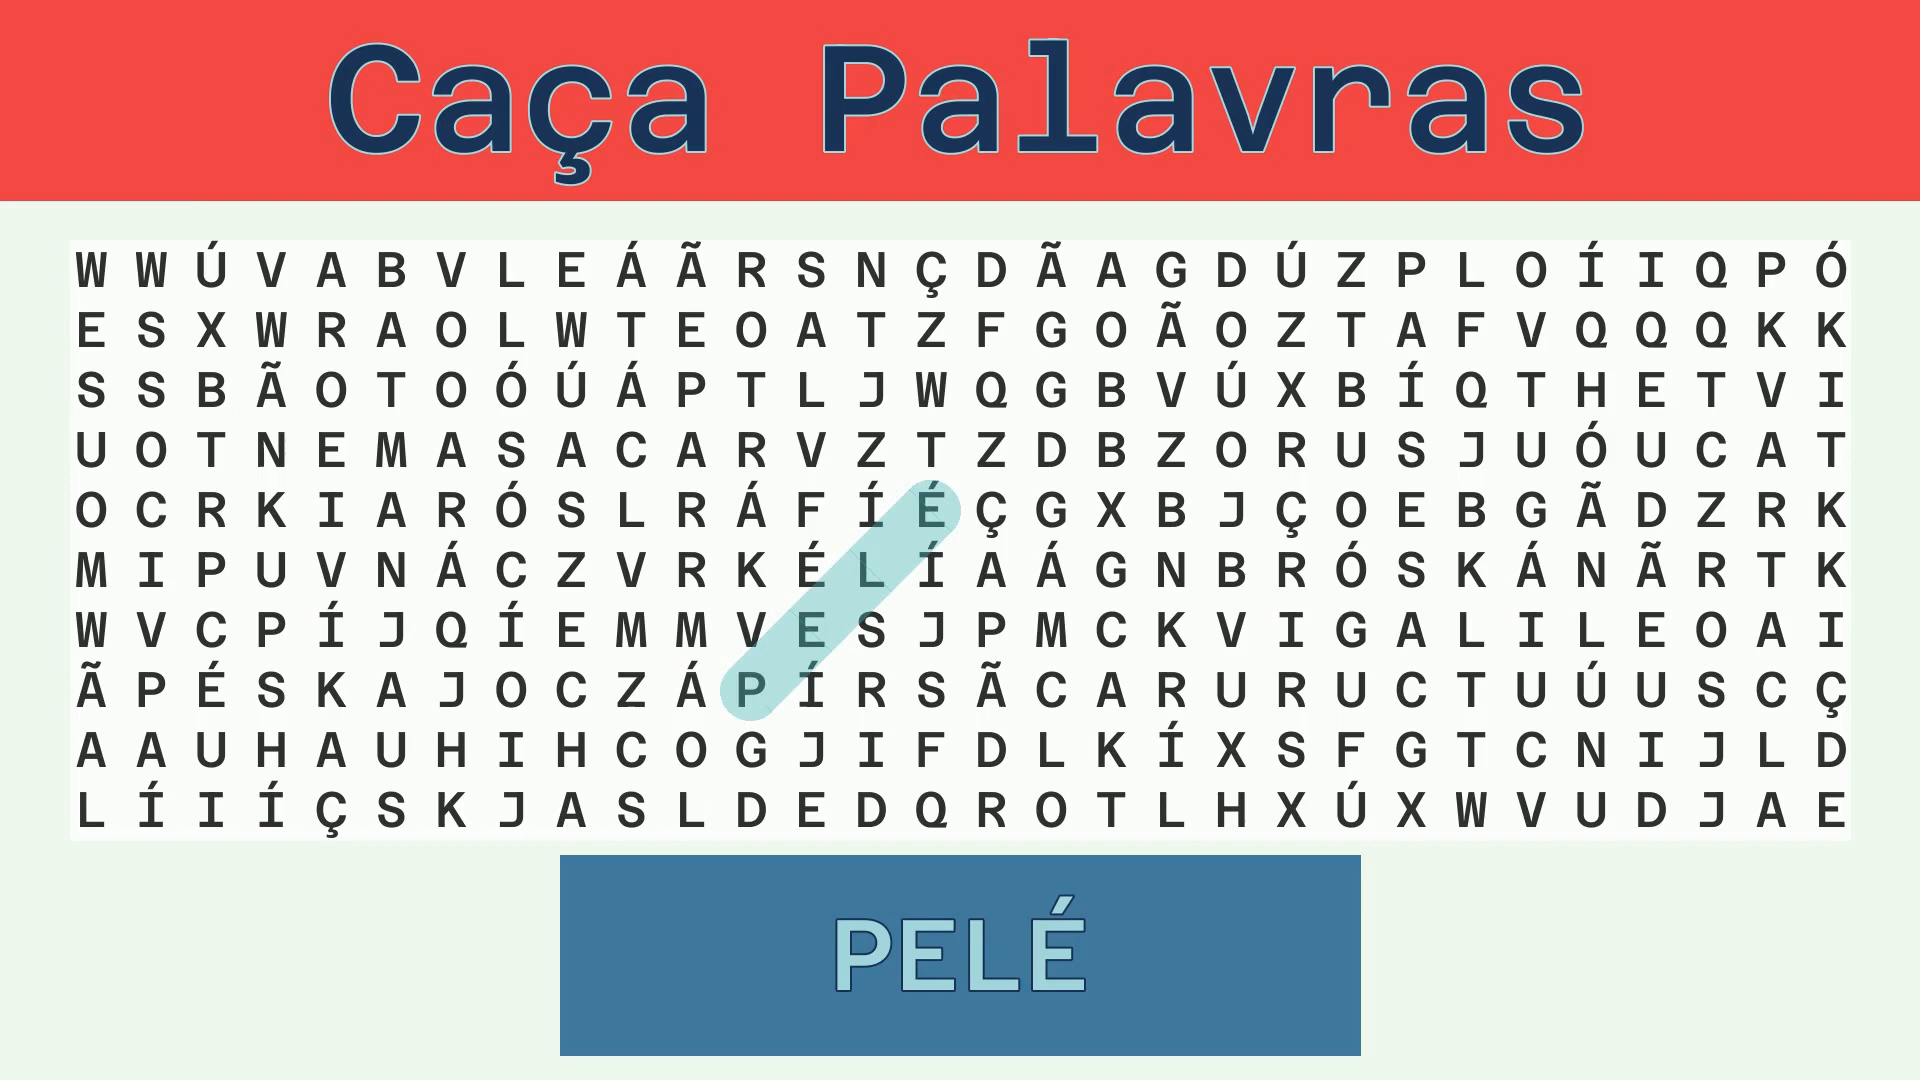 Caça Palavras
W W Ú V A B V L E Á Ã R S N Ç D Ã A G D Ú Z P L O Í I Q P Ó
E S X W R A O L W T E O A T Z F G O Ã O Z T A F V Q Q Q K K
S S B Ã O T O Ó Ú Á P T L J W Q G B V Ú X B Í Q T H E T V I
U O T N E M A S A C A R V Z T Z D B Z O R U S J U Ó U C A T
O C R K I A R Ó S L R Á F Í É Ç G X B J Ç O E B G Ã D Z R K
M I P U V N Á C Z V R K É L Í A Á G N B R Ó S K Á N Ã R T K
W V C P Í J Q Í E M M V E S J P M C K V I G A L I L E O A I
Ã P É S K A J O C Z Á P Í R S Ã C A R U R U C T U Ú U S C Ç
A A U H A U H I H C O G J I F D L K Í X S F G T C N I J L D
L Í I Í Ç S K J A S L D E D Q R O T L H X Ú X W V U D J A E
PELÉ